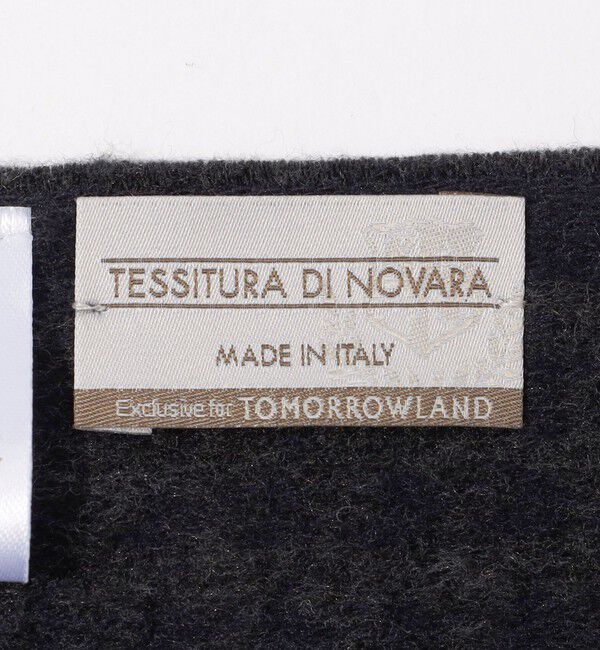 TESSITURA DI NOVARA
MADE IN ITALY
Exclusive for TOMORROWLAND